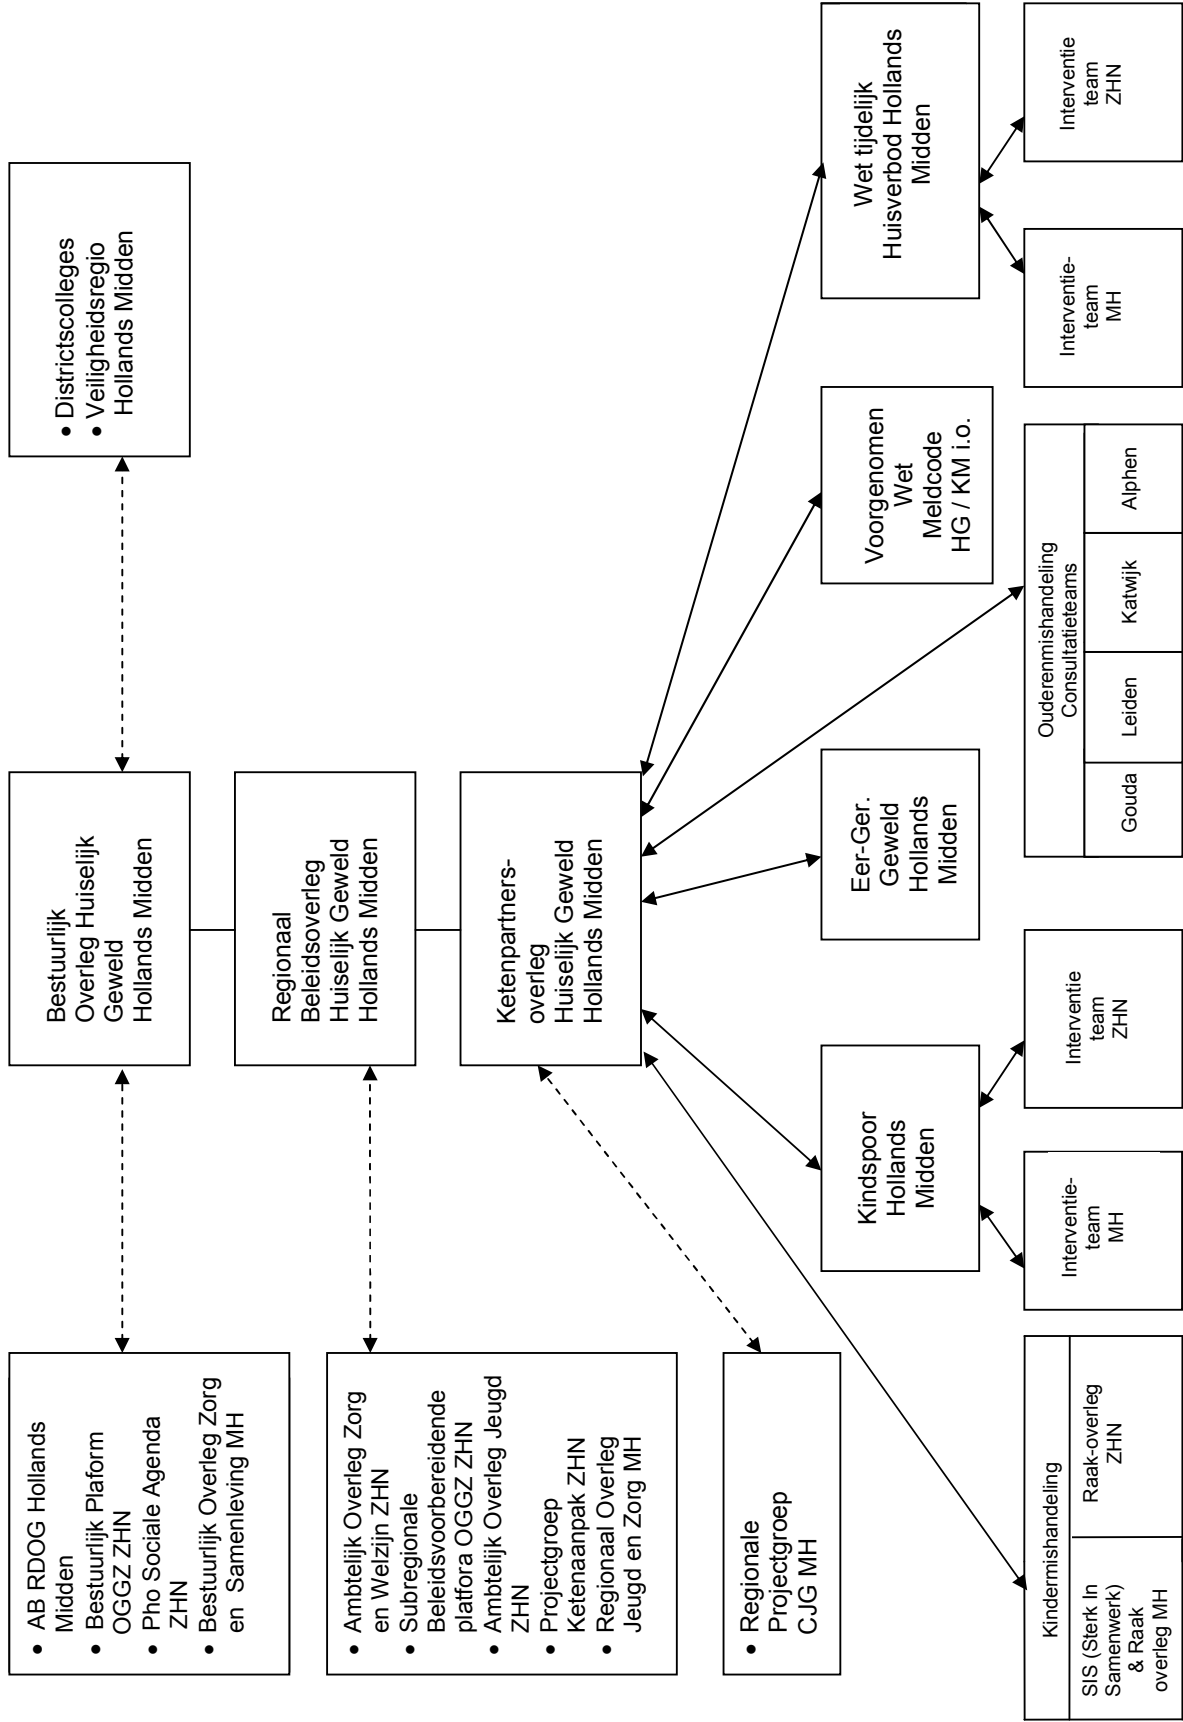 • AB RDOG Hollands
Midden
• Bestuurlijk Plaform
OGGZ ZHN
• Pho Sociale Agenda
ZHN
• Bestuurlijk Overleg Zorg
en Samenleving MH
Bestuurlijk
Overleg Huiselijk
Geweld
Hollands Midden
• Districtscolleges
• Veiligheidsregio
Hollands Midden
• Ambtelijk Overleg Zorg
en Welzijn ZHN
• Subregionale
Beleidsvoorbereidende
platfora OGGZ ZHN
• Ambtelijk Overleg Jeugd
ZHN
• Projectgroep
Ketenaanpak ZHN
• Regionaal Overleg
Jeugd en Zorg MH
Regionaal
Beleidsoverleg
Huiselijk Geweld
Hollands Midden
• Regionale
Projectgroep
CJG MH
Ketenpartners-
overleg
Huiselijk Geweld
Hollands Midden
Kindspoor
Hollands
Midden
Eer-Ger.
Geweld
Hollands
Midden
Voorgenomen
Wet
Meldcode
HG / KM i.o.
Wet tijdelijk
Huisverbod Hollands
Midden
Kindermishandeling
SIS (Sterk In
Samenwerk)
& Raak
overleg MH
Raak-overleg
ZHN
Interventie-
team
MH
Interventie
team
ZHN
Ouderenmishandeling
Consultatieteams
Gouda
Leiden
Katwijk
Alphen
Interventie-
team
MH
Interventie
team
ZHN